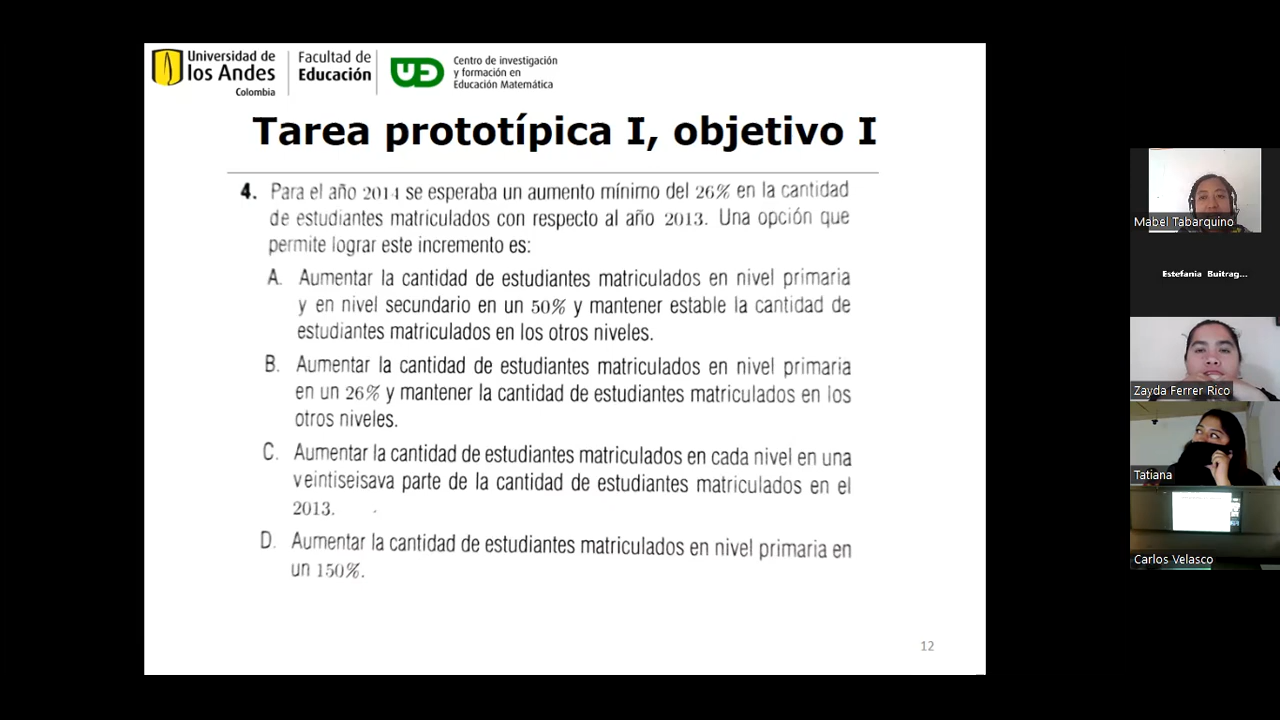 Universidad de
los Andes
Colombia
Facultad de
Educación
UD
Centro de investigación
y formación en
Educación Matemática
Tarea prototípica I, objetivo I
4. Para el año 2014 se esperaba un aumento mínimo del 26% en la cantidad
de estudiantes matriculados con respecto al año 2013. Una opción que
permite lograr este incremento es:
A. Aumentar la cantidad de estudiantes matriculados en nivel primaria
y en nivel secundario en un 50% y mantener estable la cantidad de
estudiantes matriculados en los otros niveles.
B. Aumentar la cantidad de estudiantes matriculados en nivel primaria
en un 26% y mantener la cantidad de estudiantes matriculados en los
otros niveles.
C. Aumentar la cantidad de estudiantes matriculados en cada nivel en una
veintiseisava parte de la cantidad de estudiantes matriculados en el
2013.
D. Aumentar la cantidad de estudiantes matriculados en nivel primaria en
un 150%.
12
Mabel Tabarquino
Estefania Buitrag...
Zayda Ferrer Rico
Tatiana
Carlos Velasco